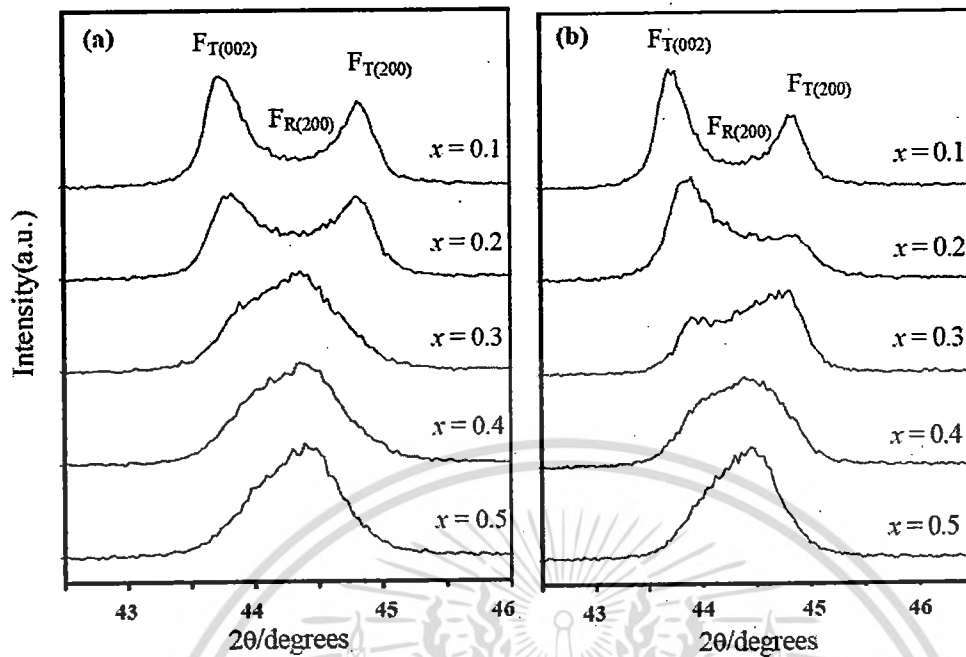 (a)
F_T(002)
F_T(200)
F_R(200)
x = 0.1
x = 0.2
x = 0.3
x = 0.4
x = 0.5
43 44 45 46
2θ/degrees
Intensity(a.u.)
(b)
F_T(002)
F_T(200)
F_R(200)
x = 0.1
x = 0.2
x = 0.3
x = 0.4
x = 0.5
43 44 45 46
2θ/degrees